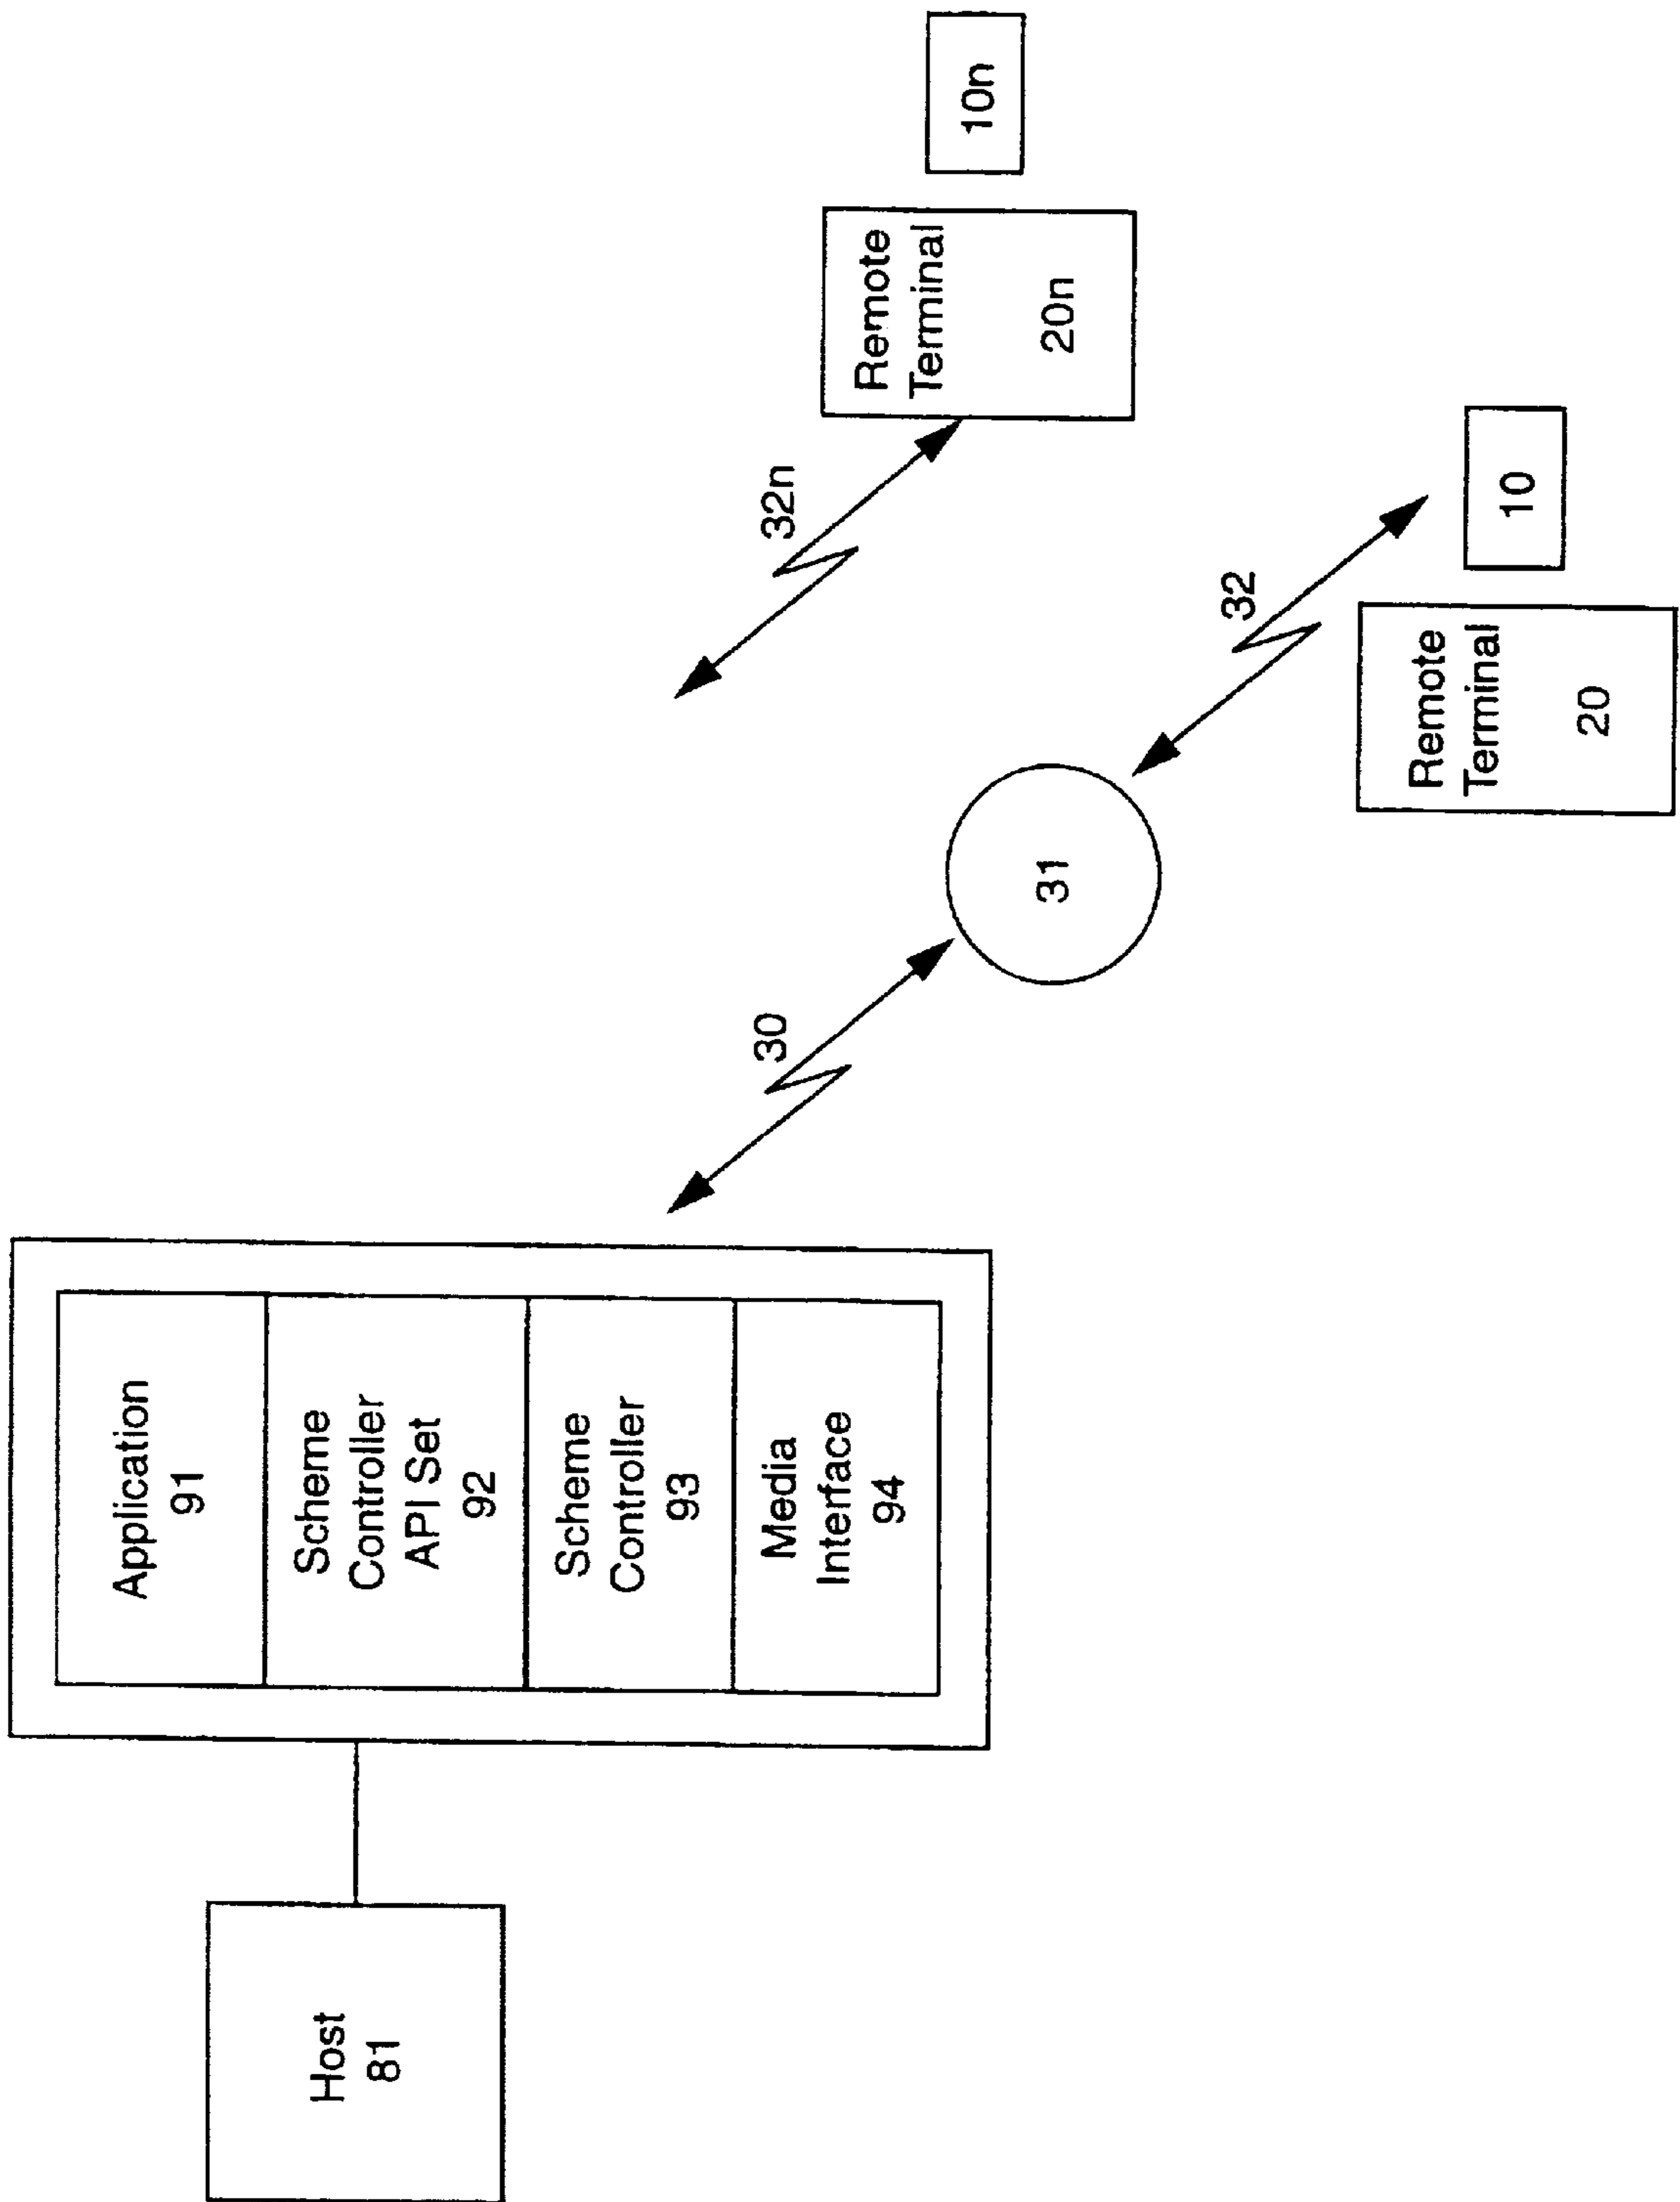 Host
81
Application
91
Scheme
Controller
API Set
92
Scheme
Controller
93
Media
Interface
94
30
31
32
32n
Remote
Terminal
20
10
Remote
Terminal
20n
10n